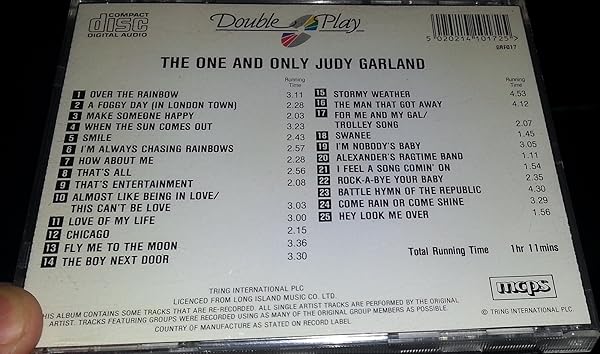 COMPACT
disc
DIGITAL AUDIO
Double Play
5 020214 101725
GRF017
THE ONE AND ONLY JUDY GARLAND
Running
Time
1 OVER THE RAINBOW 3.11
2 A FOGGY DAY (IN LONDON TOWN) 2.28
3 MAKE SOMEONE HAPPY 2.03
4 WHEN THE SUN COMES OUT 3.23
5 SMILE 2.43
6 I'M ALWAYS CHASING RAINBOWS 2.57
7 HOW ABOUT ME 2.28
8 THAT'S ALL 2.56
9 THAT'S ENTERTAINMENT 2.08
10 ALMOST LIKE BEING IN LOVE/
THIS CAN'T BE LOVE 3.03
11 LOVE OF MY LIFE 3.00
12 CHICAGO 2.15
13 FLY ME TO THE MOON 3.36
14 THE BOY NEXT DOOR 3.30
Running
Time
15 STORMY WEATHER 4.53
16 THE MAN THAT GOT AWAY 4.12
17 FOR ME AND MY GAL/
TROLLEY SONG 2.07
18 SWANEE 1.45
19 I'M NOBODY'S BABY 3.05
20 ALEXANDER'S RAGTIME BAND 1.11
21 I FEEL A SONG COMIN' ON 1.54
22 ROCK-A-BYE YOUR BABY 2.35
23 BATTLE HYMN OF THE REPUBLIC 4.30
24 COME RAIN OR COME SHINE 3.29
25 HEY LOOK ME OVER 1.56
Total Running Time 1hr 11mins
TRING INTERNATIONAL PLC
LICENCED FROM LONG ISLAND MUSIC CO. LTD.
mcps
© TRING INTERNATIONAL PLC.
THIS ALBUM CONTAINS SOME TRACKS THAT ARE RE-RECORDED. ALL SINGLE ARTIST TRACKS ARE PERFORMED BY THE ORIGINAL
ARTIST. TRACKS FEATURING GROUPS WERE RECORDED USING AS MANY OF THE ORIGINAL GROUP MEMBERS AS POSSIBLE.
COUNTRY OF MANUFACTURE AS STATED ON RECORD LABEL.